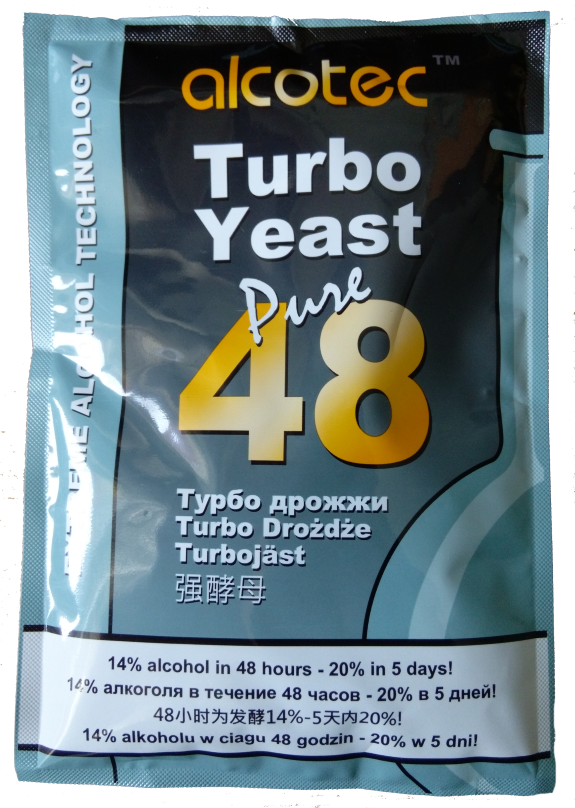 alcotec™
Turbo
Yeast
Pure
48
Турбо дрожжи
Turbo Drożdże
Turbojäst
强酵母
14% alcohol in 48 hours - 20% in 5 days!
14% алкоголя в течение 48 часов - 20% в 5 дней!
48小时为发酵14%-5天内20%!
14% alkoholu w ciagu 48 godzin - 20% w 5 dni!
ALCOHOL TECHNOLOGY